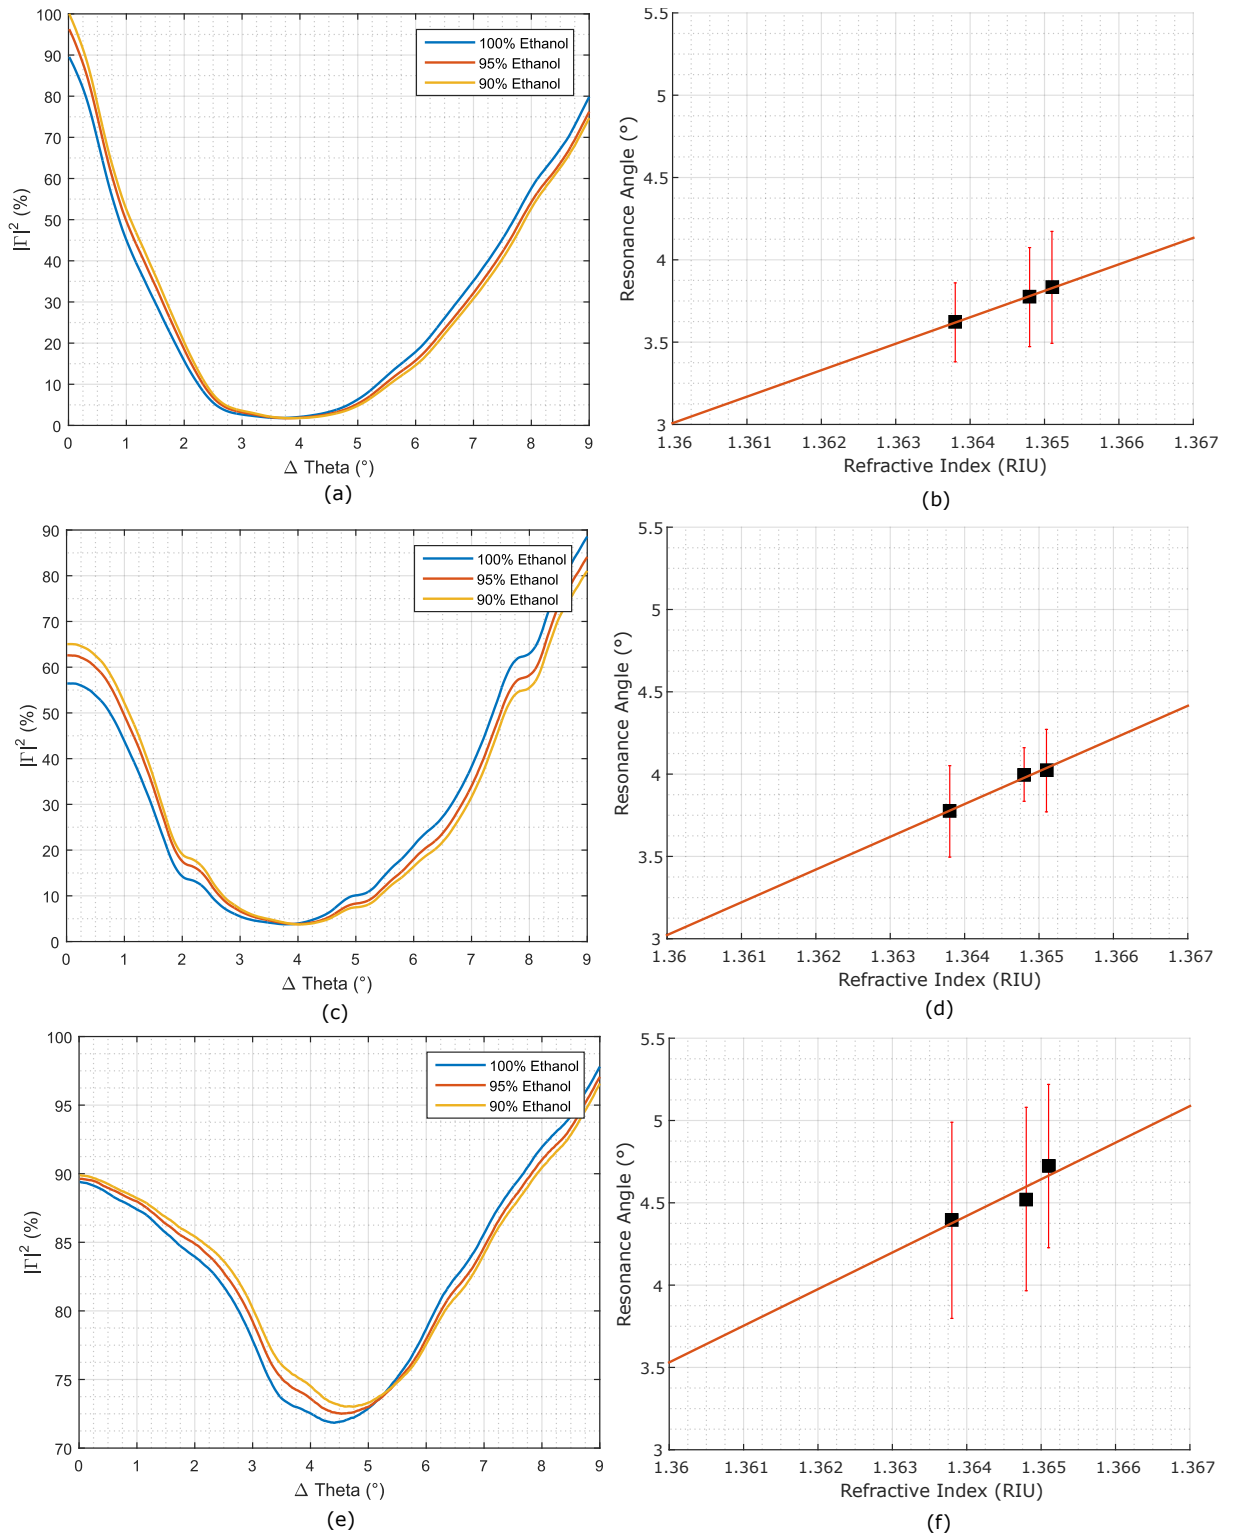 100
90
80
70
60
50
40
30
20
10
0
|Γ|² (%)
100% Ethanol
95% Ethanol
90% Ethanol
0 1 2 3 4 5 6 7 8 9
Δ Theta (°)
(a)
5.5
5
4.5
4
3.5
3
Resonance Angle (°)
1.36 1.361 1.362 1.363 1.364 1.365 1.366 1.367
Refractive Index (RIU)
(b)
90
80
70
60
50
40
30
20
10
0
|Γ|² (%)
100% Ethanol
95% Ethanol
90% Ethanol
0 1 2 3 4 5 6 7 8 9
Δ Theta (°)
(c)
5.5
5
4.5
4
3.5
3
Resonance Angle (°)
1.36 1.361 1.362 1.363 1.364 1.365 1.366 1.367
Refractive Index (RIU)
(d)
100
95
90
85
80
75
70
|Γ|² (%)
100% Ethanol
95% Ethanol
90% Ethanol
0 1 2 3 4 5 6 7 8 9
Δ Theta (°)
(e)
5.5
5
4.5
4
3.5
3
Resonance Angle (°)
1.36 1.361 1.362 1.363 1.364 1.365 1.366 1.367
Refractive Index (RIU)
(f)